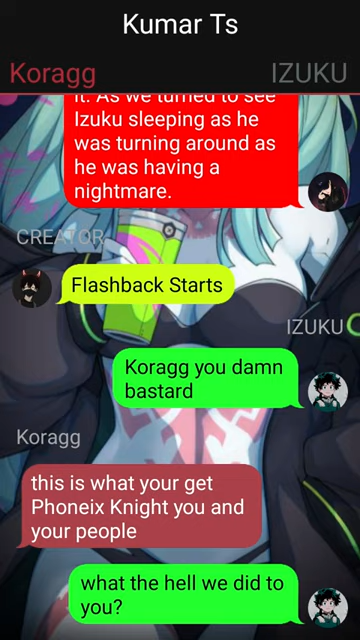 Kumar Ts
Koragg
IZUKU
it. As we turned to see
Izuku sleeping as he
was turning around as
he was having a
nightmare.
CREATOR
Flashback Starts
IZUKU
Koragg you damn
bastard
Koragg
this is what your get
Phoneix Knight you and
your people
what the hell we did to
you?